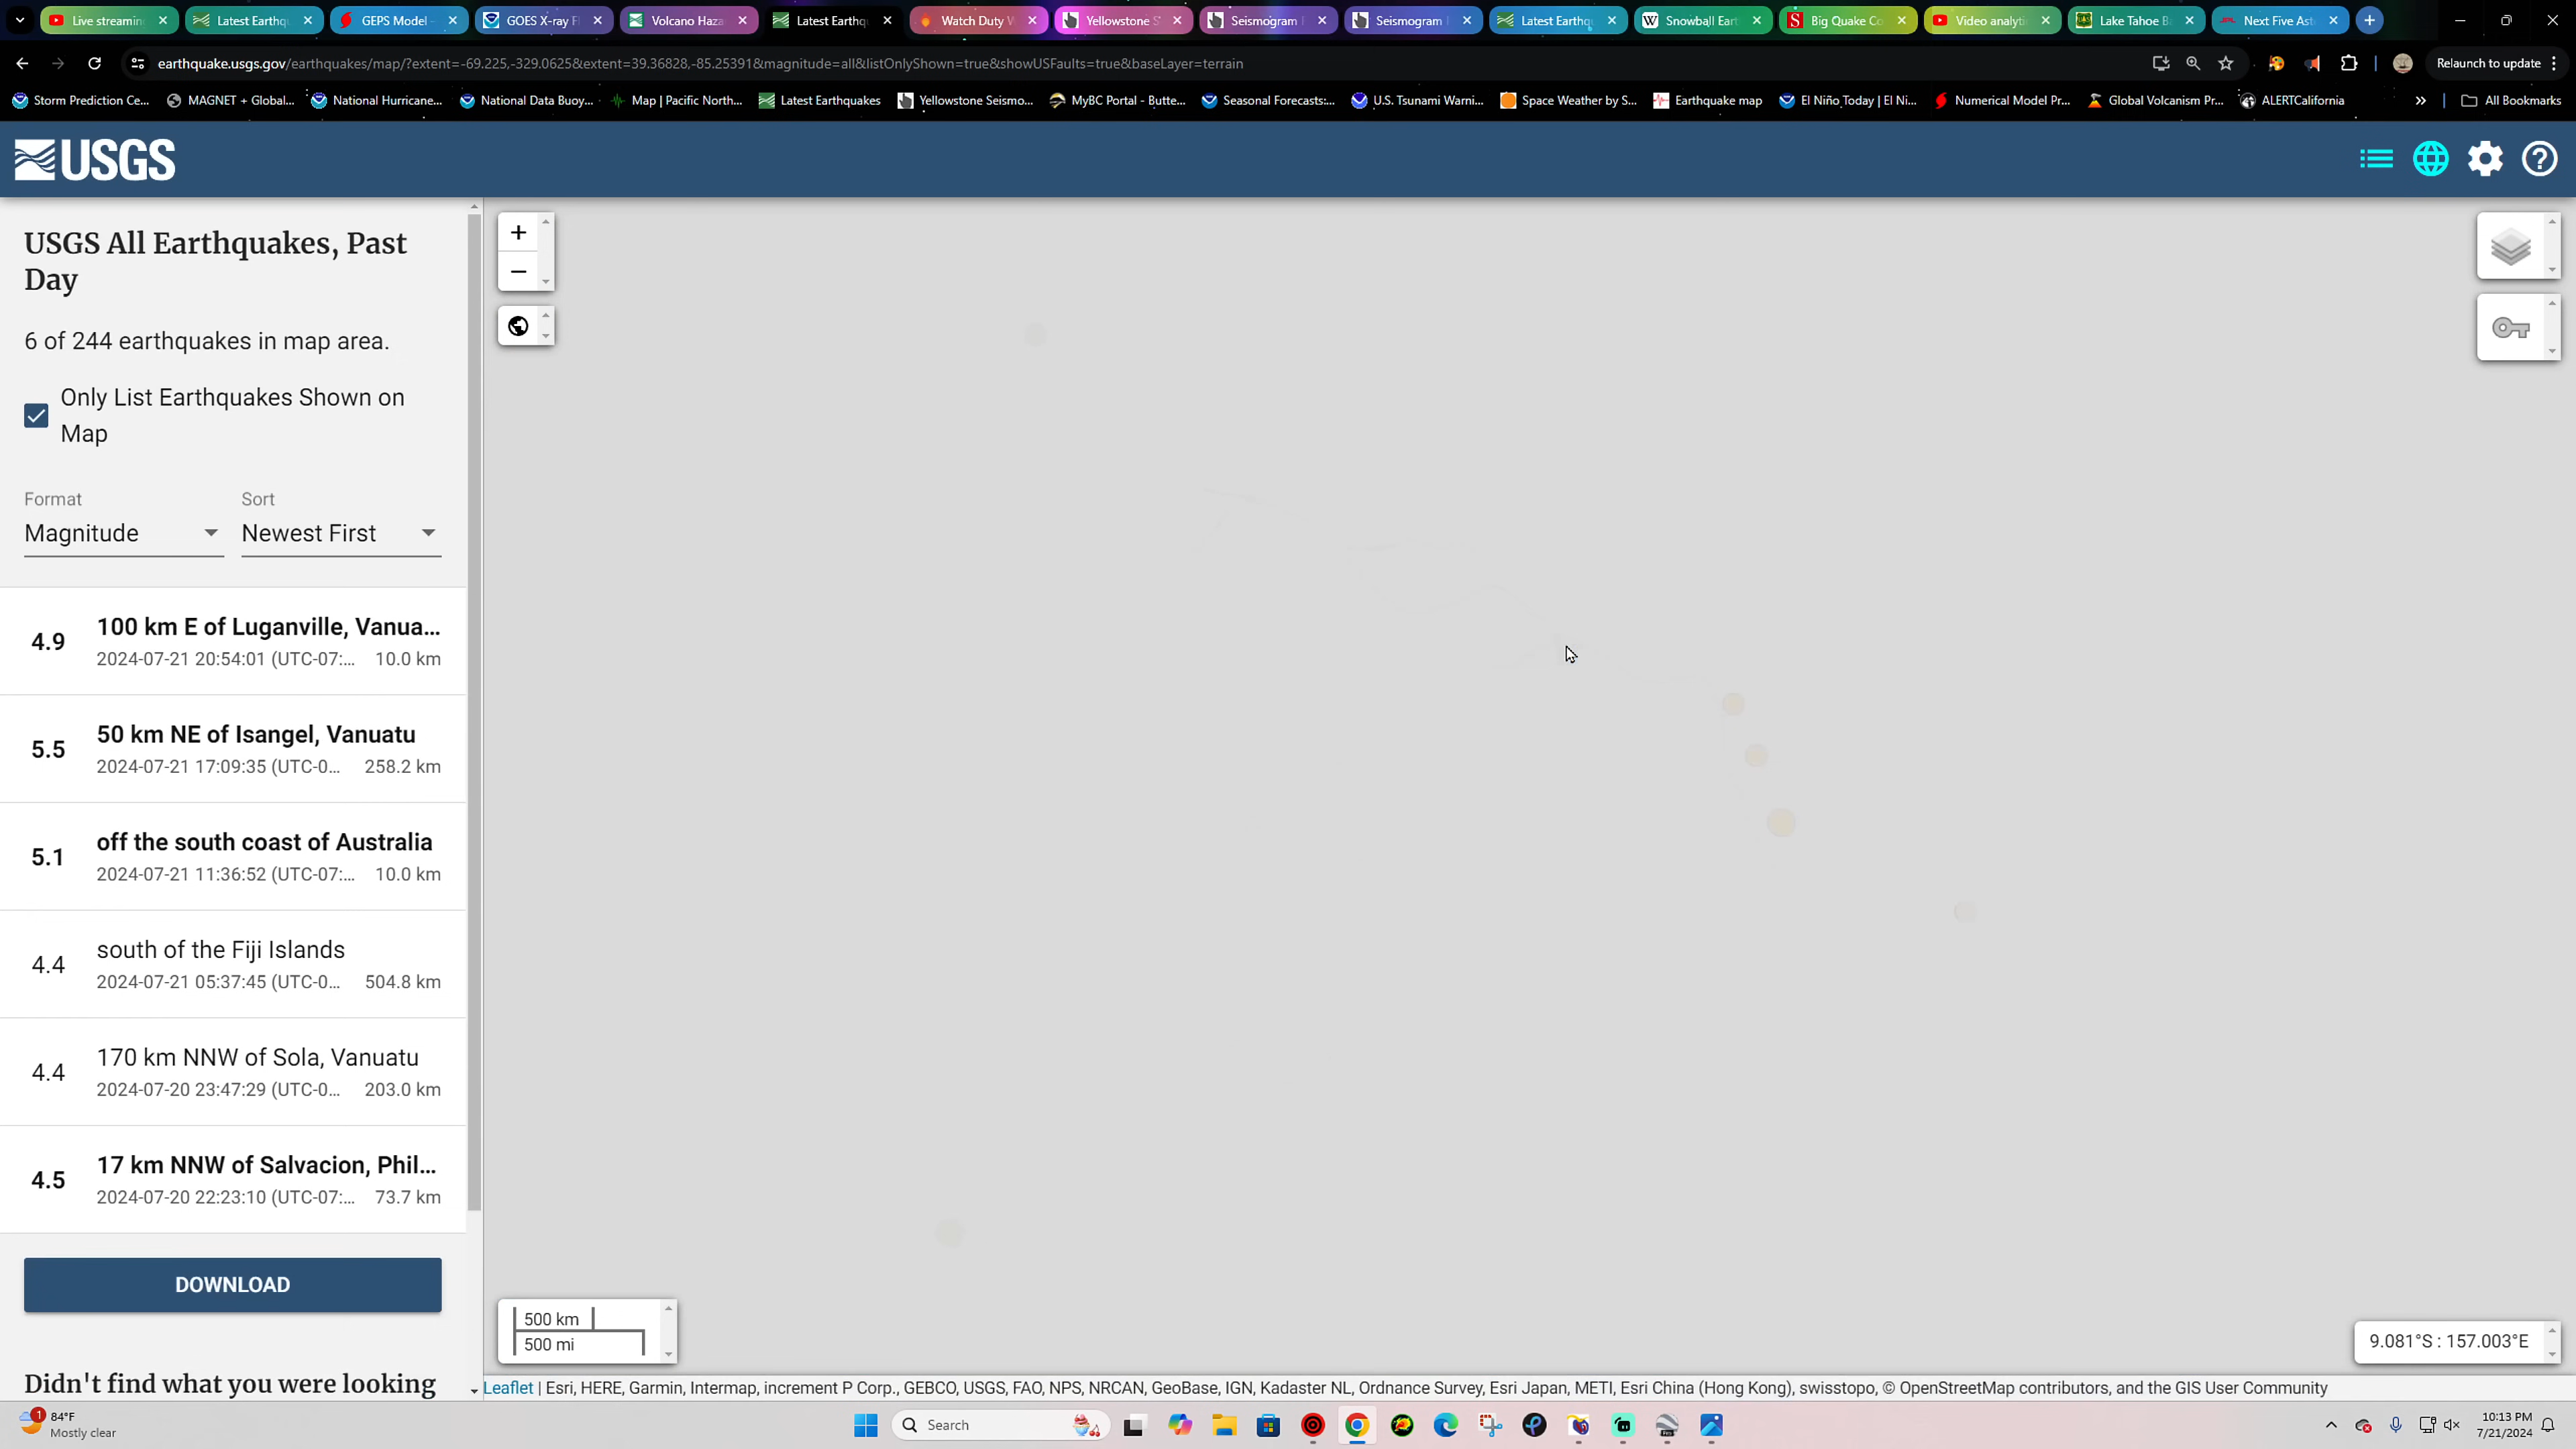 Live streamin
Latest Earthqu
GEPS Model -
GOES X-ray F
Volcano Haza
Latest Earthqu
Watch Duty W
Yellowstone S
Seismogram
Seismogram
Latest Earthqu
Snowball Eart
Big Quake Co
Video analyti
Lake Tahoe B
Next Five Ast
earthquake.usgs.gov/earthquakes/map/?extent=-69.225,-329.0625&extent=39.36828,-85.25391&magnitude=all&listOnlyShown=true&showUSFaults=true&baseLayer=terrain
Relaunch to update
Storm Prediction Ce...
MAGNET + Global...
National Hurricane...
National Data Buoy...
Map | Pacific North...
Latest Earthquakes
Yellowstone Seismo...
MyBC Portal - Butte...
Seasonal Forecasts:...
U.S. Tsunami Warni...
Space Weather by S...
Earthquake map
El Niño Today | El Ni...
Numerical Model Pr...
Global Volcanism Pr...
ALERTCalifornia
All Bookmarks
USGS
USGS All Earthquakes, Past
Day
6 of 244 earthquakes in map area.
Only List Earthquakes Shown on
Map
Format
Sort
Magnitude
Newest First
4.9
100 km E of Luganville, Vanua...
2024-07-21 20:54:01 (UTC-07:... 10.0 km
5.5
50 km NE of Isangel, Vanuatu
2024-07-21 17:09:35 (UTC-0... 258.2 km
5.1
off the south coast of Australia
2024-07-21 11:36:52 (UTC-07:... 10.0 km
4.4
south of the Fiji Islands
2024-07-21 05:37:45 (UTC-0... 504.8 km
4.4
170 km NNW of Sola, Vanuatu
2024-07-20 23:47:29 (UTC-0... 203.0 km
4.5
17 km NNW of Salvacion, Phil...
2024-07-20 22:23:10 (UTC-07:... 73.7 km
DOWNLOAD
Didn't find what you were looking
500 km
500 mi
9.081°S : 157.003°E
Leaflet | Esri, HERE, Garmin, Intermap, increment P Corp., GEBCO, USGS, FAO, NPS, NRCAN, GeoBase, IGN, Kadaster NL, Ordnance Survey, Esri Japan, METI, Esri China (Hong Kong), swisstopo, © OpenStreetMap contributors, and the GIS User Community
1
84°F
Mostly clear
Search
10:13 PM
7/21/2024